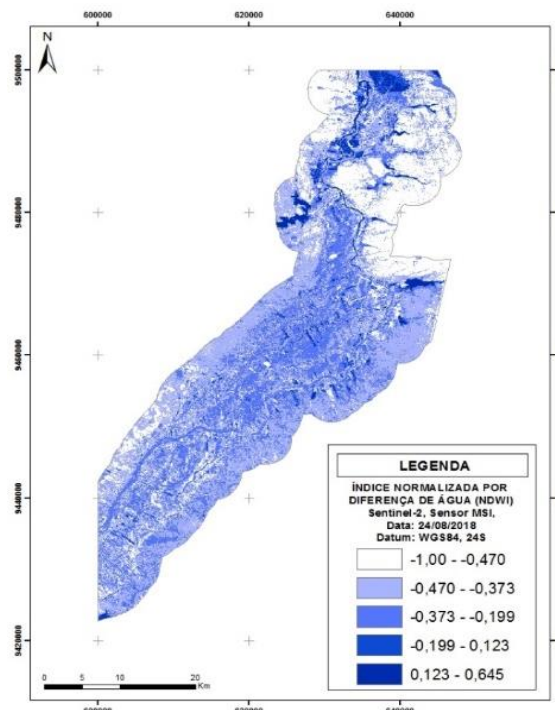 600000 620000 640000
N
9500000
9480000
9460000
9440000
9420000
LEGENDA
ÍNDICE NORMALIZADA POR
DIFERENÇA DE ÁGUA (NDWI)
Sentinel-2, Sensor MSI,
Data: 24/08/2018
Datum: WGS84, 24S
-1,00 - -0,470
-0,470 - -0,373
-0,373 - -0,199
-0,199 - 0,123
0,123 - 0,645
0 5 10 20
Km